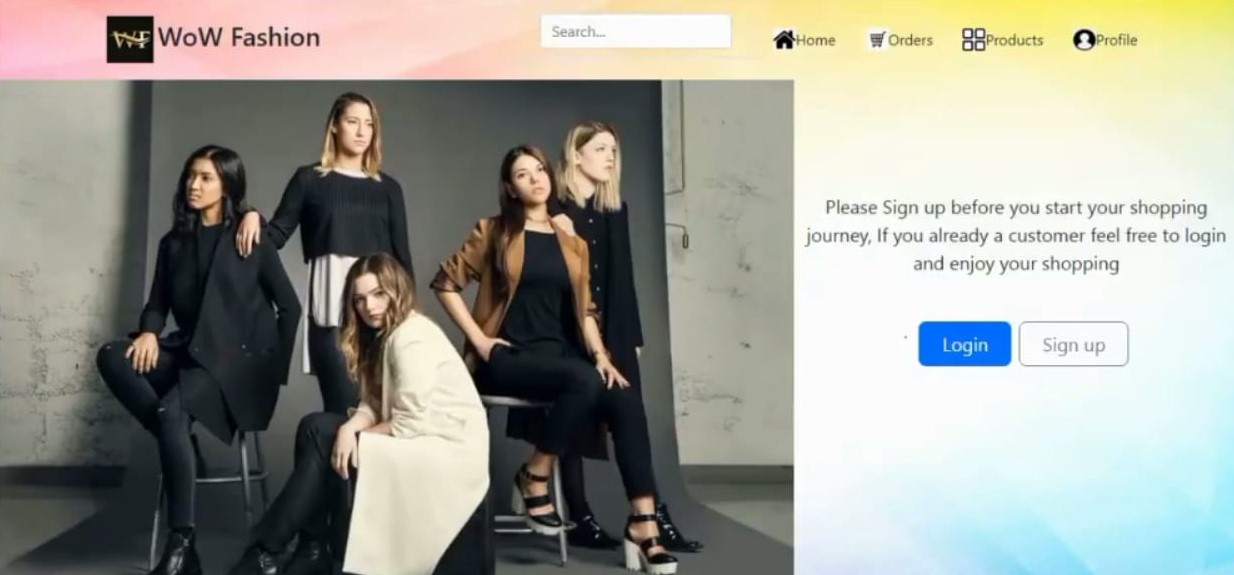 WF WoW Fashion
Search...
Home Orders Products Profile
Please Sign up before you start your shopping
journey, If you already a customer feel free to login
and enjoy your shopping
Login Sign up